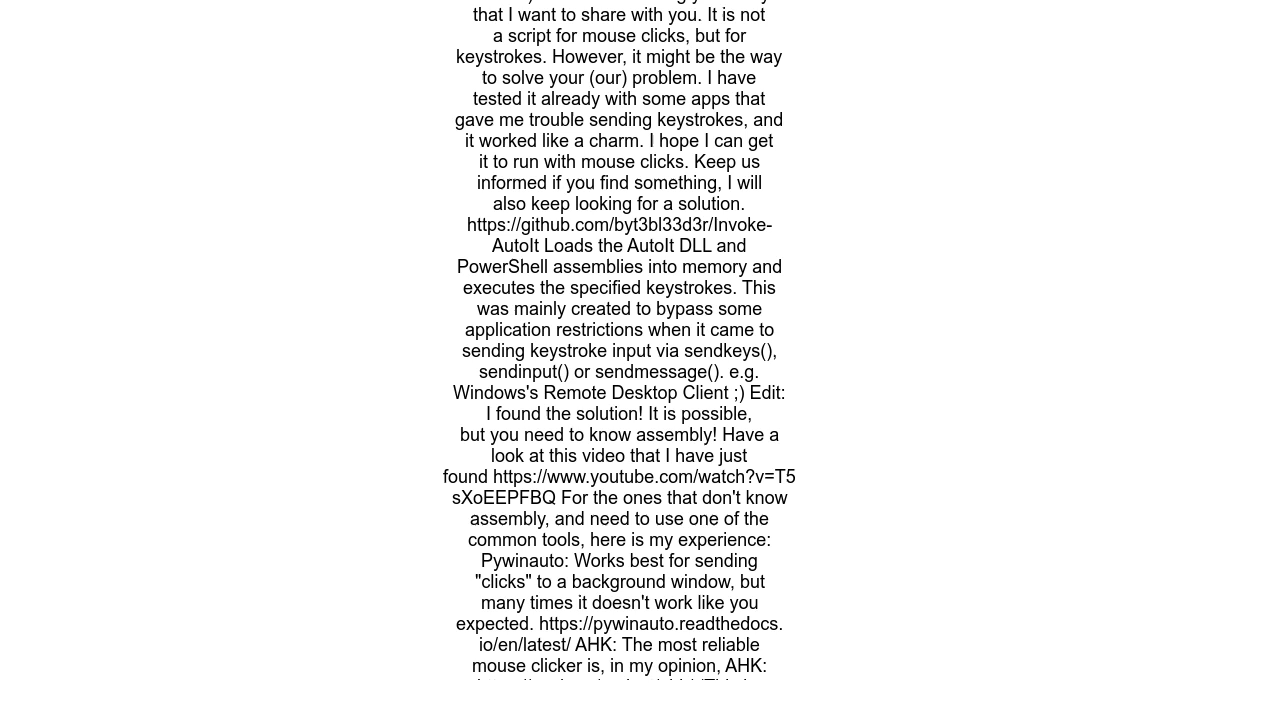 that I want to share with you. It is not
a script for mouse clicks, but for
keystrokes. However, it might be the way
to solve your (our) problem. I have
tested it already with some apps that
gave me trouble sending keystrokes, and
it worked like a charm. I hope I can get
it to run with mouse clicks. Keep us
informed if you find something, I will
also keep looking for a solution.
https://github.com/byt3bl33d3r/Invoke-
AutoIt Loads the AutoIt DLL and
PowerShell assemblies into memory and
executes the specified keystrokes. This
was mainly created to bypass some
application restrictions when it came to
sending keystroke input via sendkeys(),
sendinput() or sendmessage(). e.g.
Windows's Remote Desktop Client ;) Edit:
I found the solution! It is possible,
but you need to know assembly! Have a
look at this video that I have just
found https://www.youtube.com/watch?v=T5
sXoEEPFBQ For the ones that don't know
assembly, and need to use one of the
common tools, here is my experience:
Pywinauto: Works best for sending
"clicks" to a background window, but
many times it doesn't work like you
expected. https://pywinauto.readthedocs.
io/en/latest/ AHK: The most reliable
mouse clicker is, in my opinion, AHK: